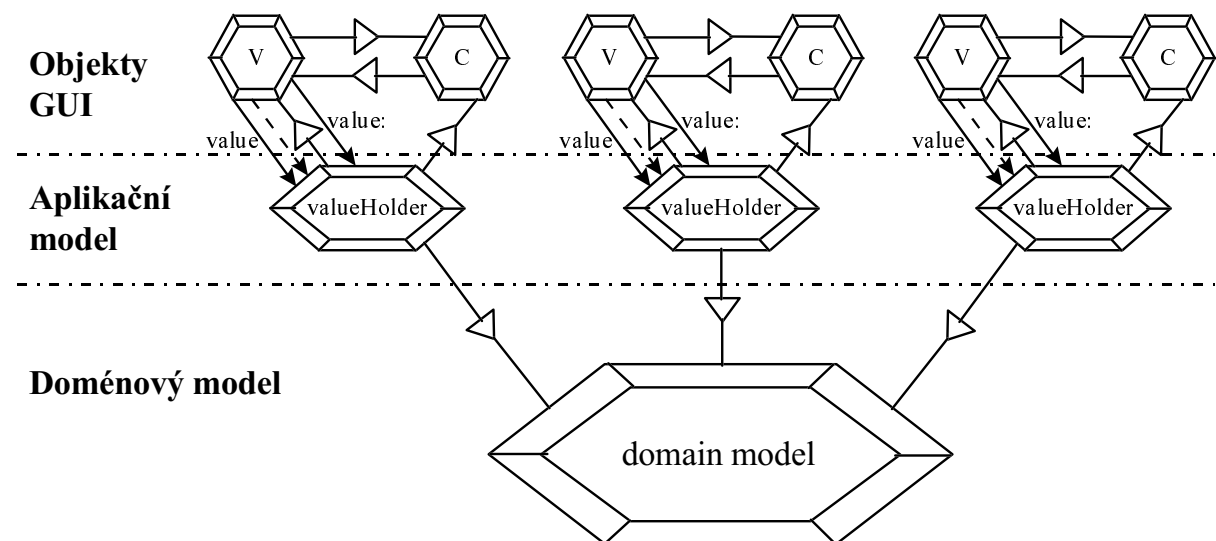 Objekty
GUI
V
C
V
C
V
C
value
value:
value
value:
value
value:
Aplikační
model
valueHolder
valueHolder
valueHolder
Doménový model
domain model